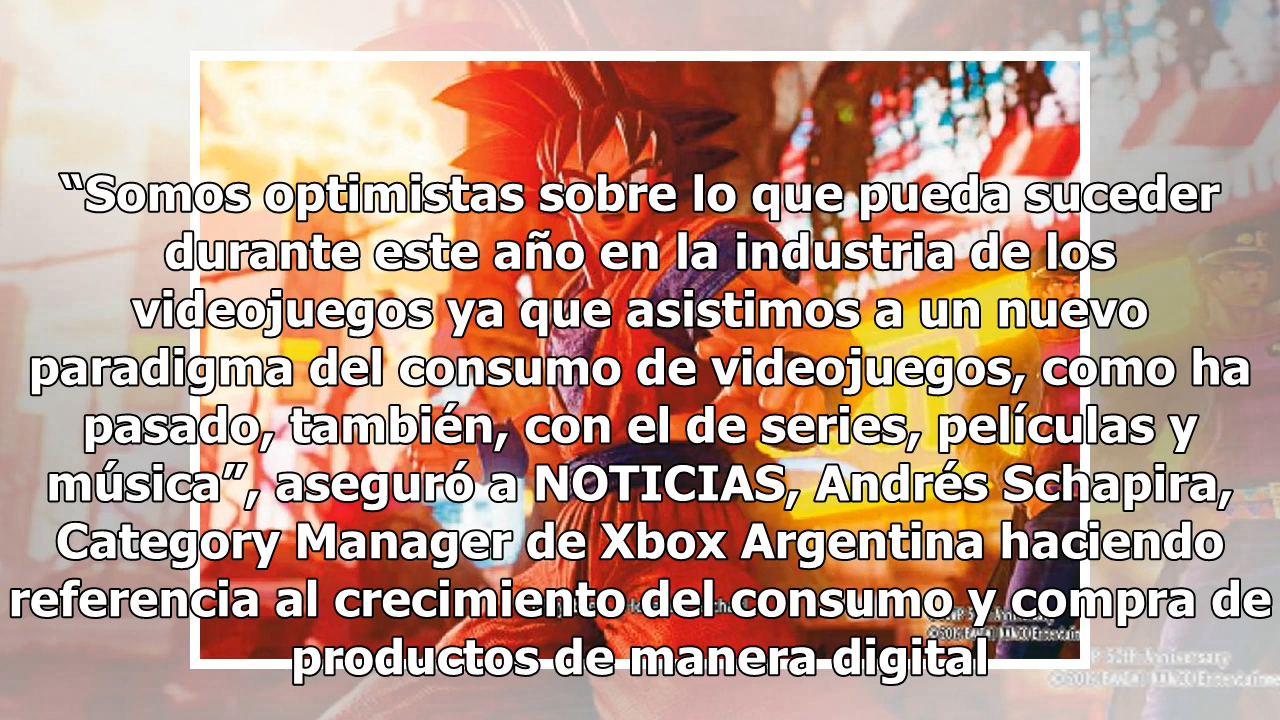 “Somos optimistas sobre lo que pueda suceder
durante este año en la industria de los
videojuegos ya que asistimos a un nuevo
paradigma del consumo de videojuegos, como ha
pasado, también, con el de series, películas y
música”, aseguró a NOTICIAS, Andrés Schapira,
Category Manager de Xbox Argentina haciendo
referencia al crecimiento del consumo y compra de
productos de manera digital
50th Anniversary